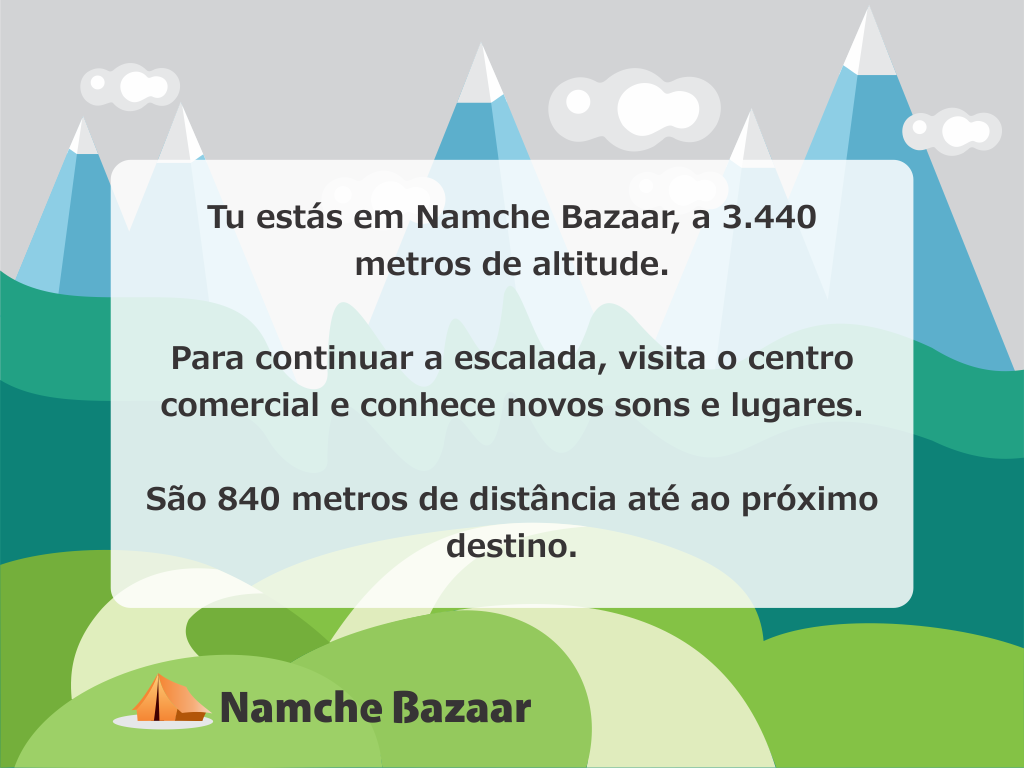 Tu estás em Namche Bazaar, a 3.440
metros de altitude.
Para continuar a escalada, visita o centro
comercial e conhece novos sons e lugares.
São 840 metros de distância até ao próximo
destino.
Namche Bazaar